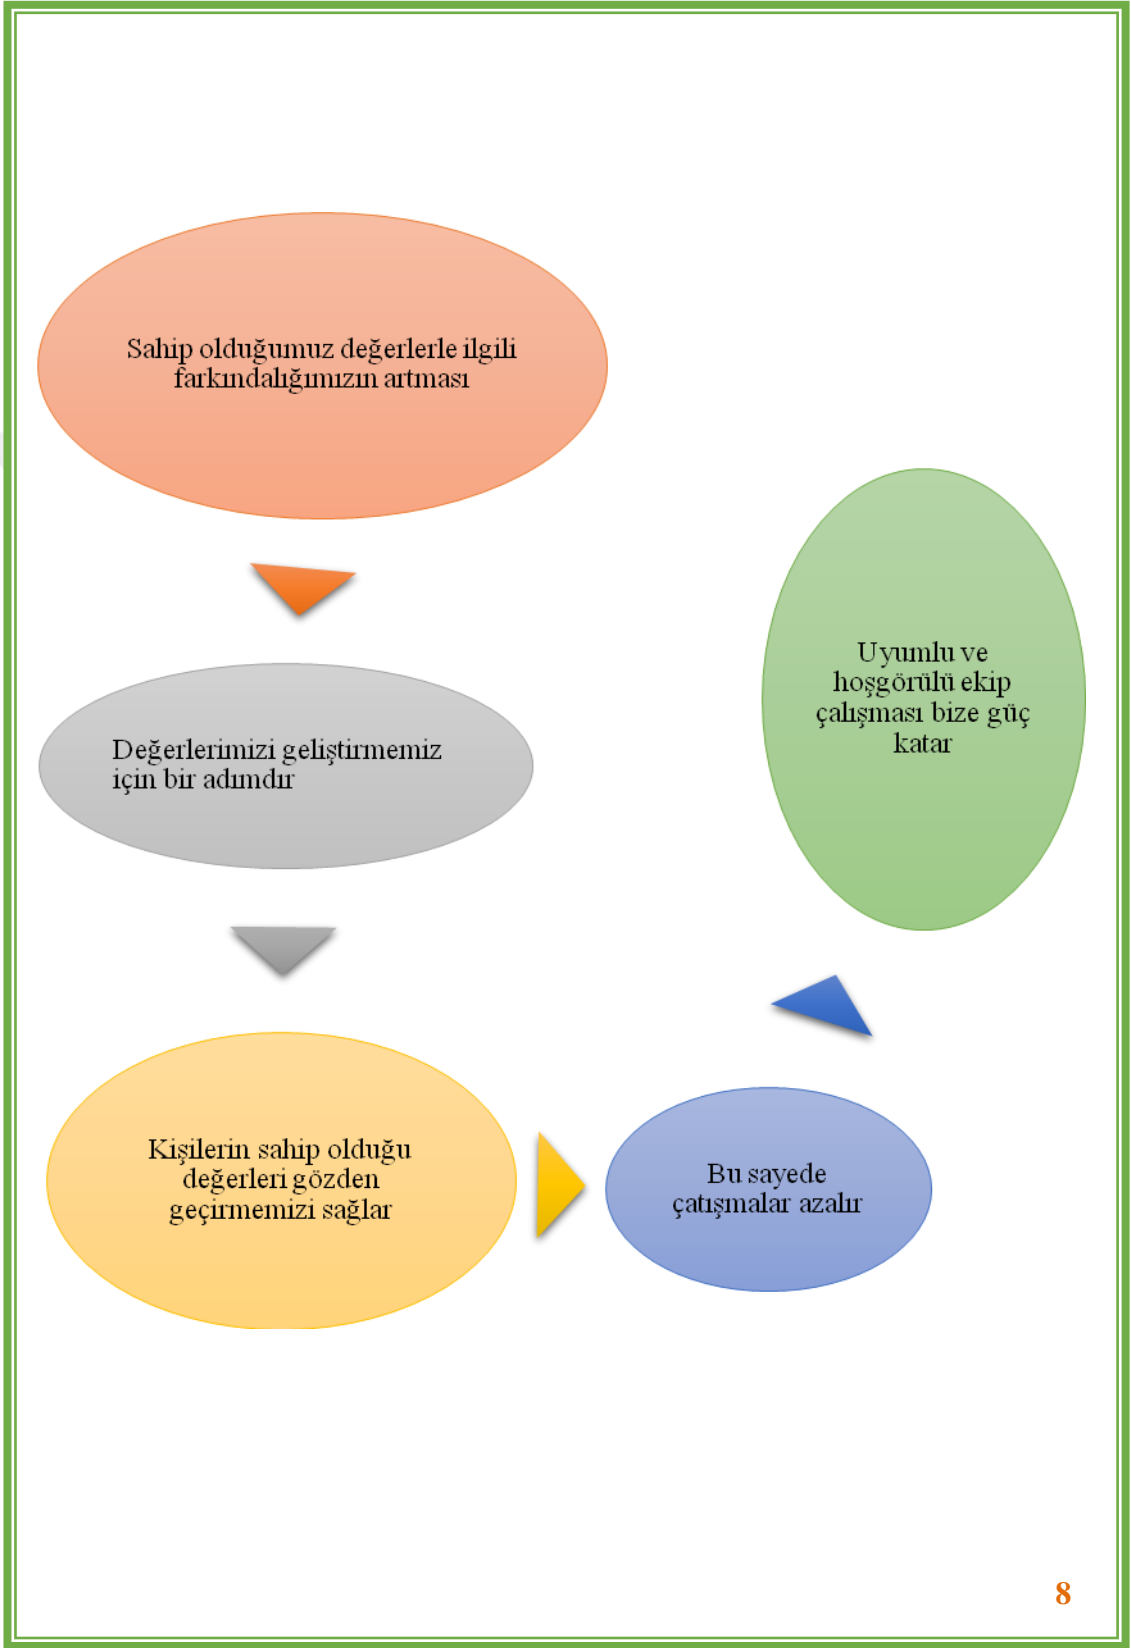 Sahip olduğumuz değerlerle ilgili
farkındalığımızın artması
Değerlerimizi geliştirmemiz
için bir adımdır
Kişilerin sahip olduğu
değerleri gözden
geçirmemizi sağlar
Bu sayede
çatışmalar azalır
Uyumlu ve
hoşgörülü ekip
çalışması bize güç
katar
8